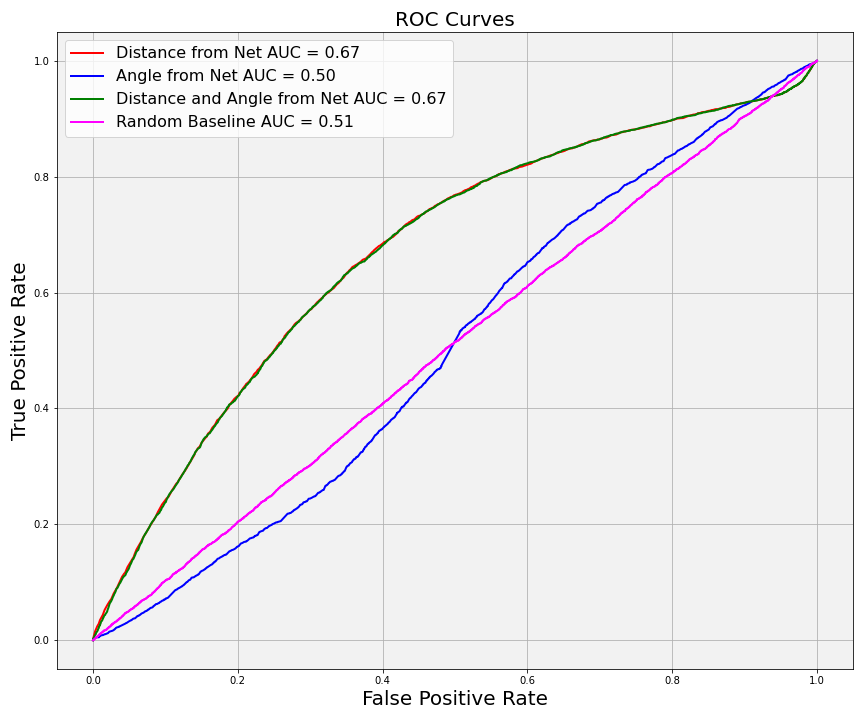 ROC Curves
Distance from Net AUC = 0.67
Angle from Net AUC = 0.50
Distance and Angle from Net AUC = 0.67
Random Baseline AUC = 0.51
1.0
0.8
0.6
0.4
0.2
0.0
True Positive Rate
0.0 0.2 0.4 0.6 0.8 1.0
False Positive Rate